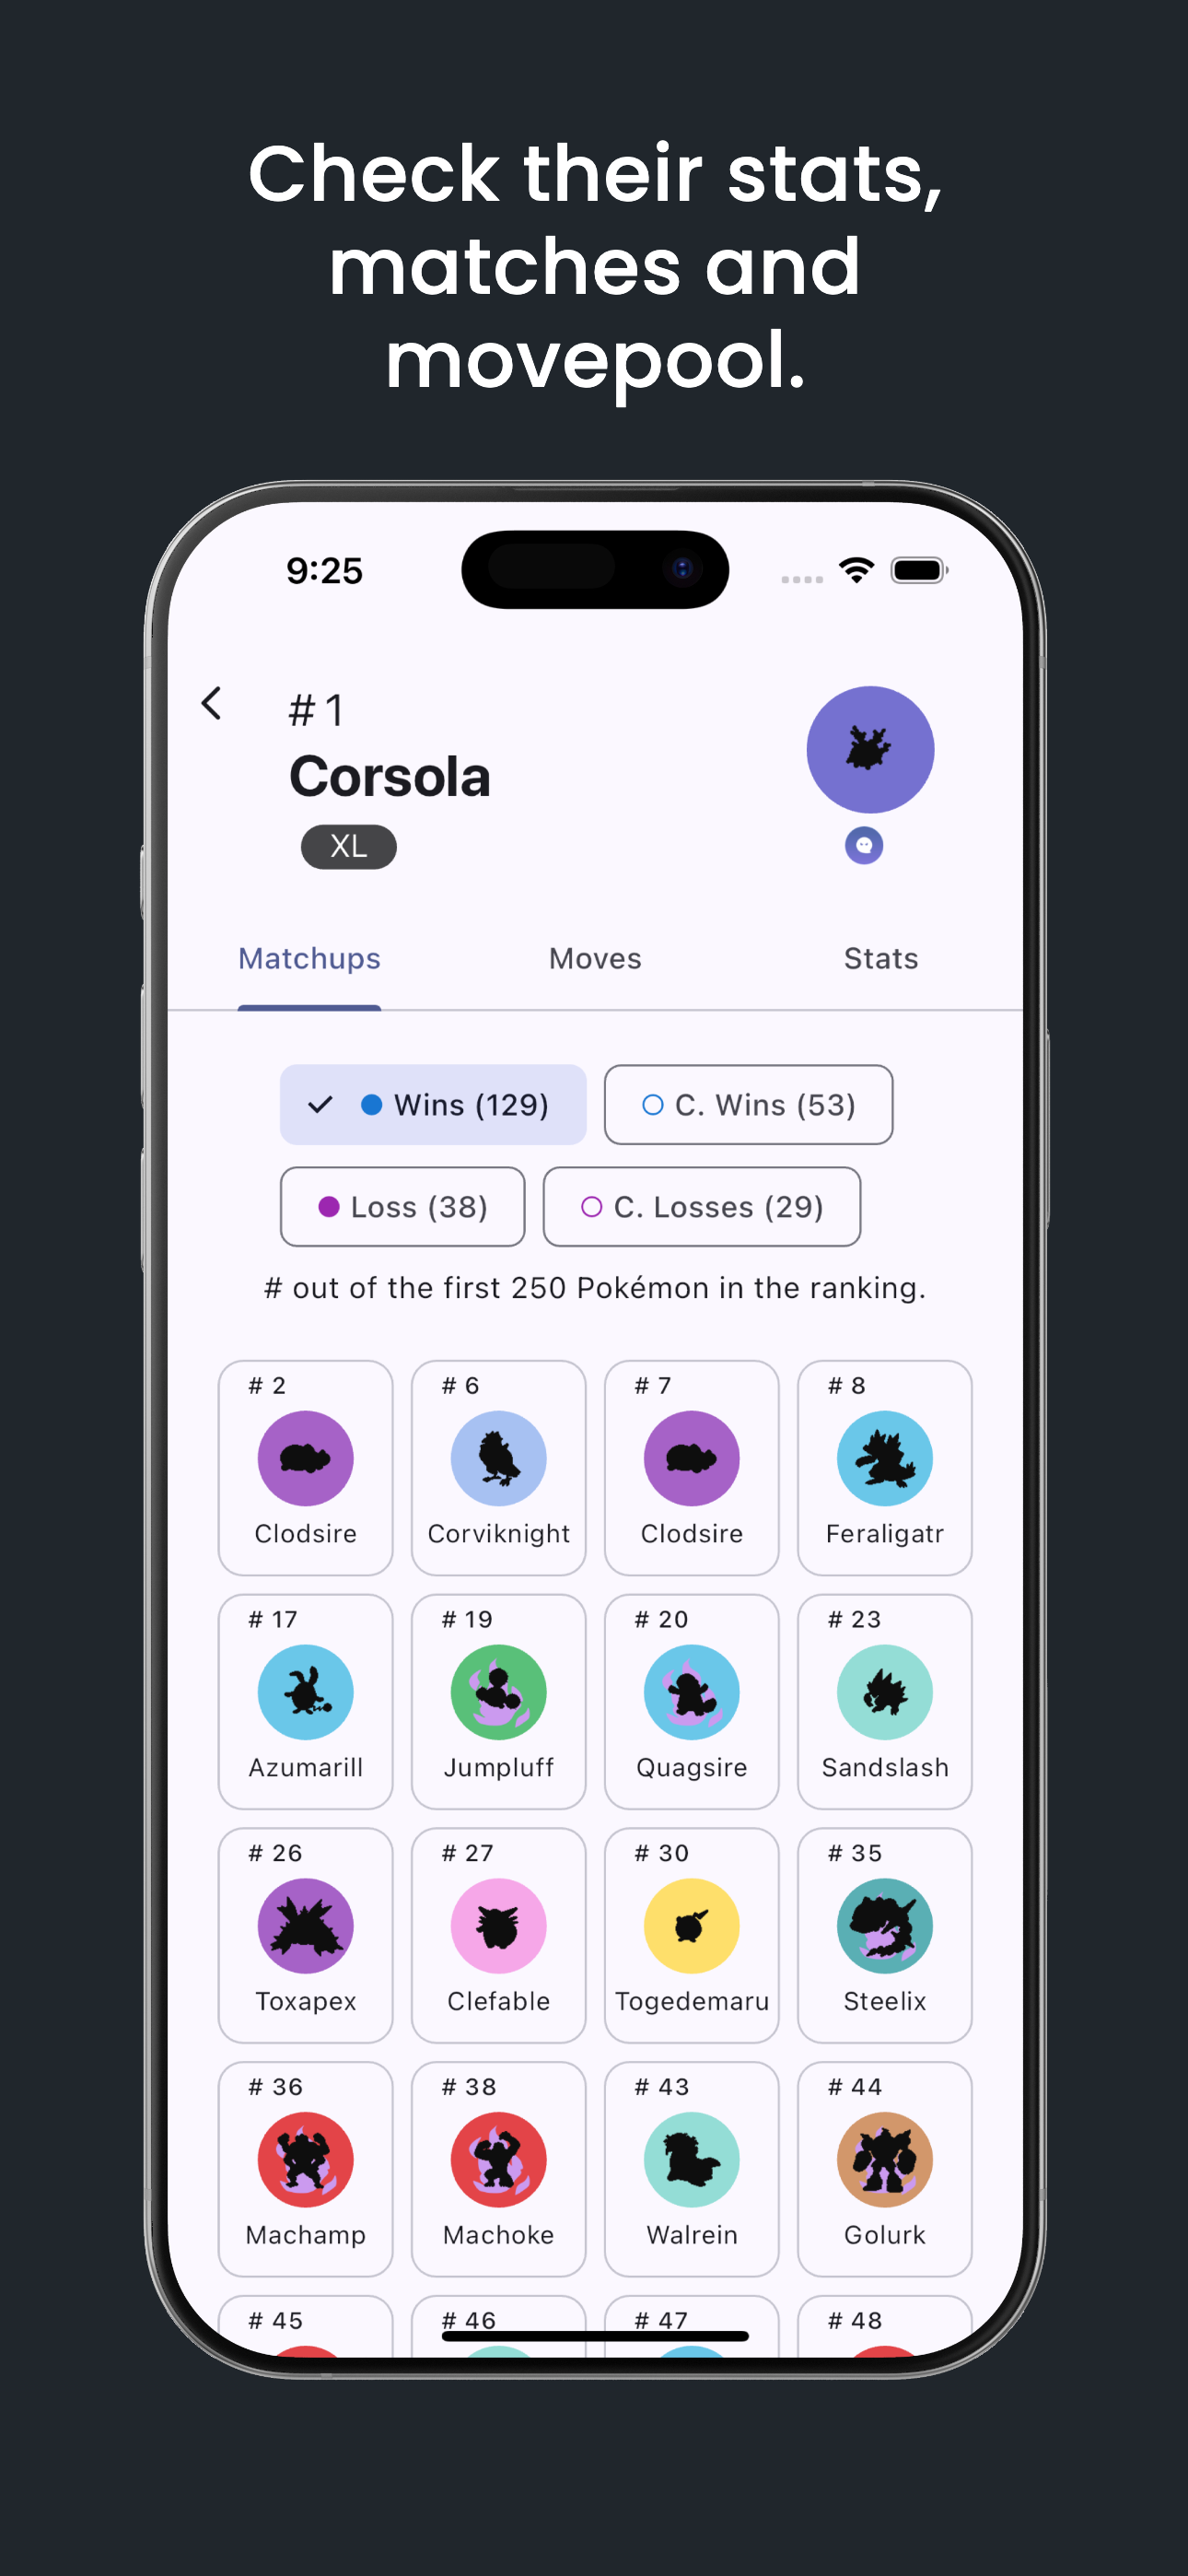 Check their stats,
matches and
movepool.
9:25
# 1
Corsola
XL
Matchups Moves Stats
Wins (129) C. Wins (53)
Loss (38) C. Losses (29)
# out of the first 250 Pokémon in the ranking.
# 2 # 6 # 7 # 8
Clodsire Corviknight Clodsire Feraligatr
# 17 # 19 # 20 # 23
Azumarill Jumpluff Quagsire Sandslash
# 26 # 27 # 30 # 35
Toxapex Clefable Togedemaru Steelix
# 36 # 38 # 43 # 44
Machamp Machoke Walrein Golurk
# 45 # 46 # 47 # 48